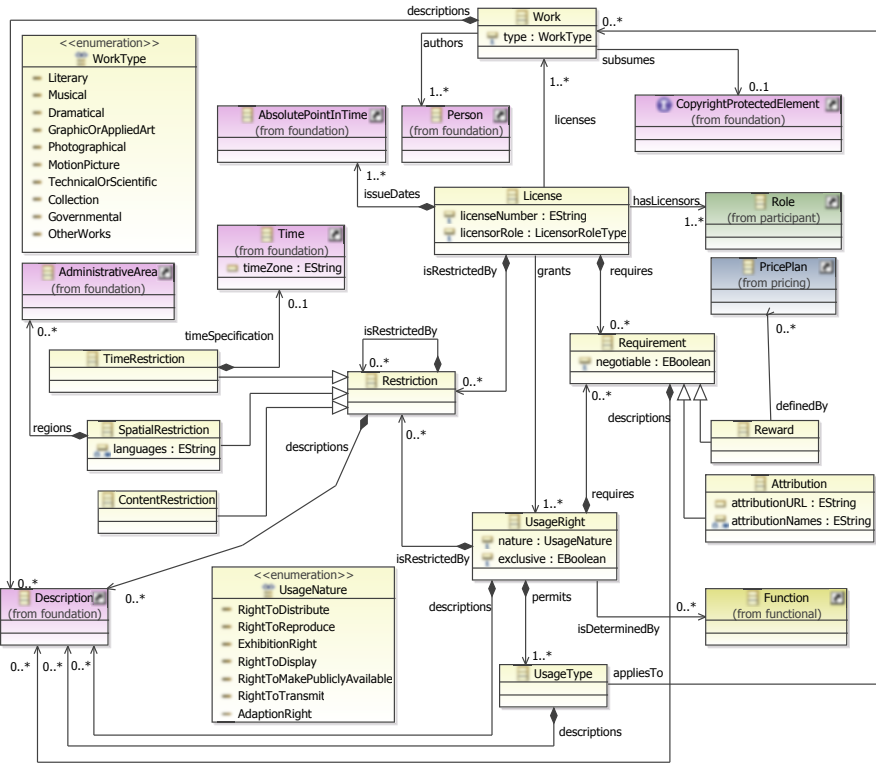 descriptions
Work
0..*
type : WorkType
authors
subsumes
<<enumeration>>
WorkType
Literary
Musical
Dramatical
GraphicOrAppliedArt
Photographical
MotionPicture
TechnicalOrScientific
Collection
Governmental
OtherWorks
1..*
1..*
0..1
AbsolutePointInTime
(from foundation)
Person
(from foundation)
licenses
CopyrightProtectedElement
(from foundation)
1..*
issueDates
License
licenseNumber : EString
licensorRole : LicensorRoleType
hasLicensors
1..*
Role
(from participant)
Time
(from foundation)
timeZone : EString
AdministrativeArea
(from foundation)
isRestrictedBy
grants
requires
PricePlan
(from pricing)
0..1
0..*
timeSpecification
isRestrictedBy
0..*
0..*
TimeRestriction
0..*
Restriction
0..*
Requirement
negotiable : EBoolean
0..*
descriptions
definedBy
regions
SpatialRestriction
languages : EString
descriptions
0..*
Reward
ContentRestriction
Attribution
attributionURL : EString
attributionNames : EString
requires
1..*
UsageRight
nature : UsageNature
exclusive : EBoolean
isRestrictedBy
0..*
Description
(from foundation)
0..*
<<enumeration>>
UsageNature
RightToDistribute
RightToReproduce
ExhibitionRight
RightToDisplay
RightToMakePubliclyAvailable
RightToTransmit
AdaptionRight
descriptions
permits
0..*
isDeterminedBy
Function
(from functional)
0..*
0..*
0..*
1..*
UsageType
appliesTo
descriptions